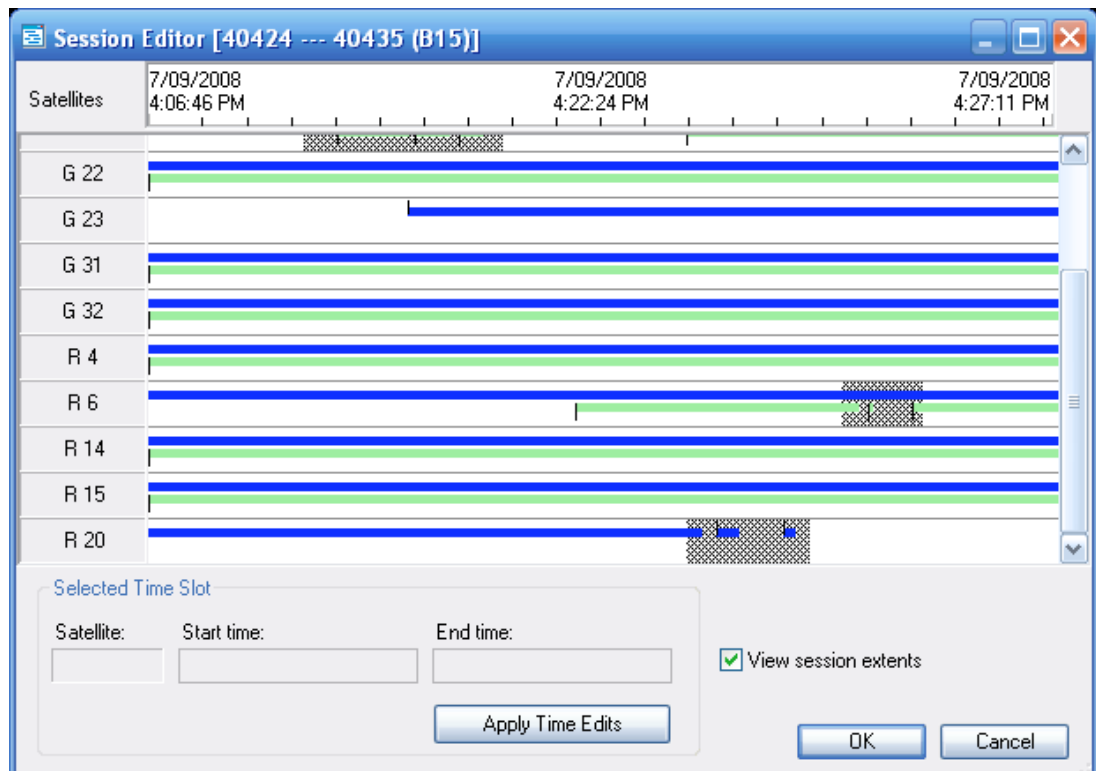 Session Editor [40424 --- 40435 (B15)]
Satellites
7/09/2008 7/09/2008 7/09/2008
4:06:46 PM 4:22:24 PM 4:27:11 PM
G 22
G 23
G 31
G 32
R 4
R 6
R 14
R 15
R 20
Selected Time Slot
Satellite: Start time: End time:
View session extents
Apply Time Edits
OK Cancel